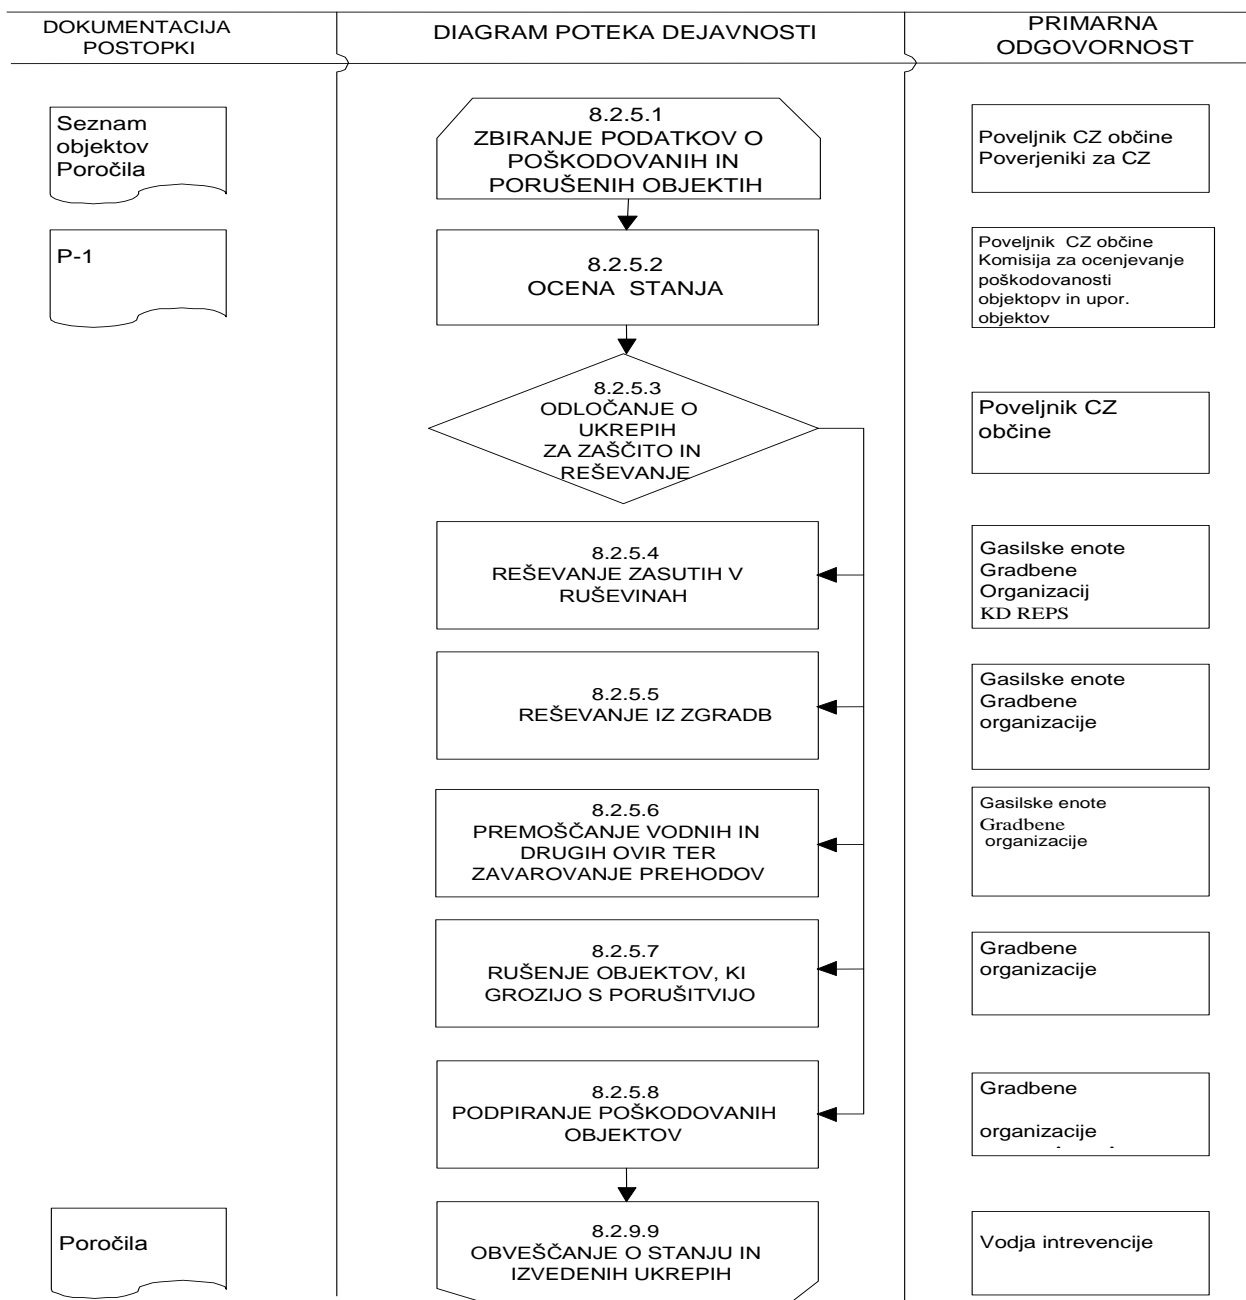 DOKUMENTACIJA
POSTOPKI
DIAGRAM POTEKA DEJAVNOSTI
PRIMARNA
ODGOVORNOST
Seznam
objektov
Poročila
8.2.5.1
ZBIRANJE PODATKOV O
POŠKODOVANIH IN
PORUŠENIH OBJEKTIH
Poveljnik CZ občine
Poverjeniki za CZ
P-1
8.2.5.2
OCENA STANJA
Poveljnik CZ občine
Komisija za ocenjevanje
poškodovanosti
objektopv in upor.
objektov
8.2.5.3
ODLOČANJE O
UKREPIH
ZA ZAŠČITO IN
REŠEVANJE
Poveljnik CZ
občine
8.2.5.4
REŠEVANJE ZASUTIH V
RUŠEVINAH
Gasilske enote
Gradbene
Organizacij
KD REPS
8.2.5.5
REŠEVANJE IZ ZGRADB
Gasilske enote
Gradbene
organizacije
8.2.5.6
PREMOŠČANJE VODNIH IN
DRUGIH OVIR TER
ZAVAROVANJE PREHODOV
Gasilske enote
Gradbene
organizacije
8.2.5.7
RUŠENJE OBJEKTOV, KI
GROZIJO S PORUŠITVIJO
Gradbene
organizacije
8.2.5.8
PODPIRANJE POŠKODOVANIH
OBJEKTOV
Gradbene
organizacije
Poročila
8.2.9.9
OBVEŠČANJE O STANJU IN
IZVEDENIH UKREPIH
Vodja intrevencije